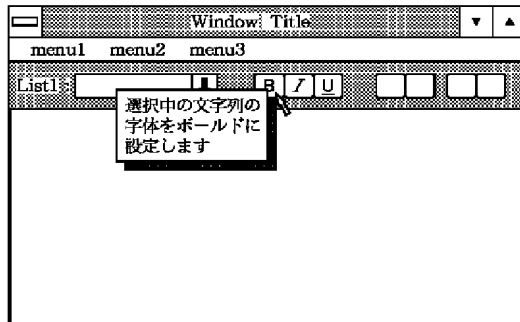 Window Title
menu1 menu2 menu3
List1: B I U
選択中の文字列の
字体をボールドに
設定します